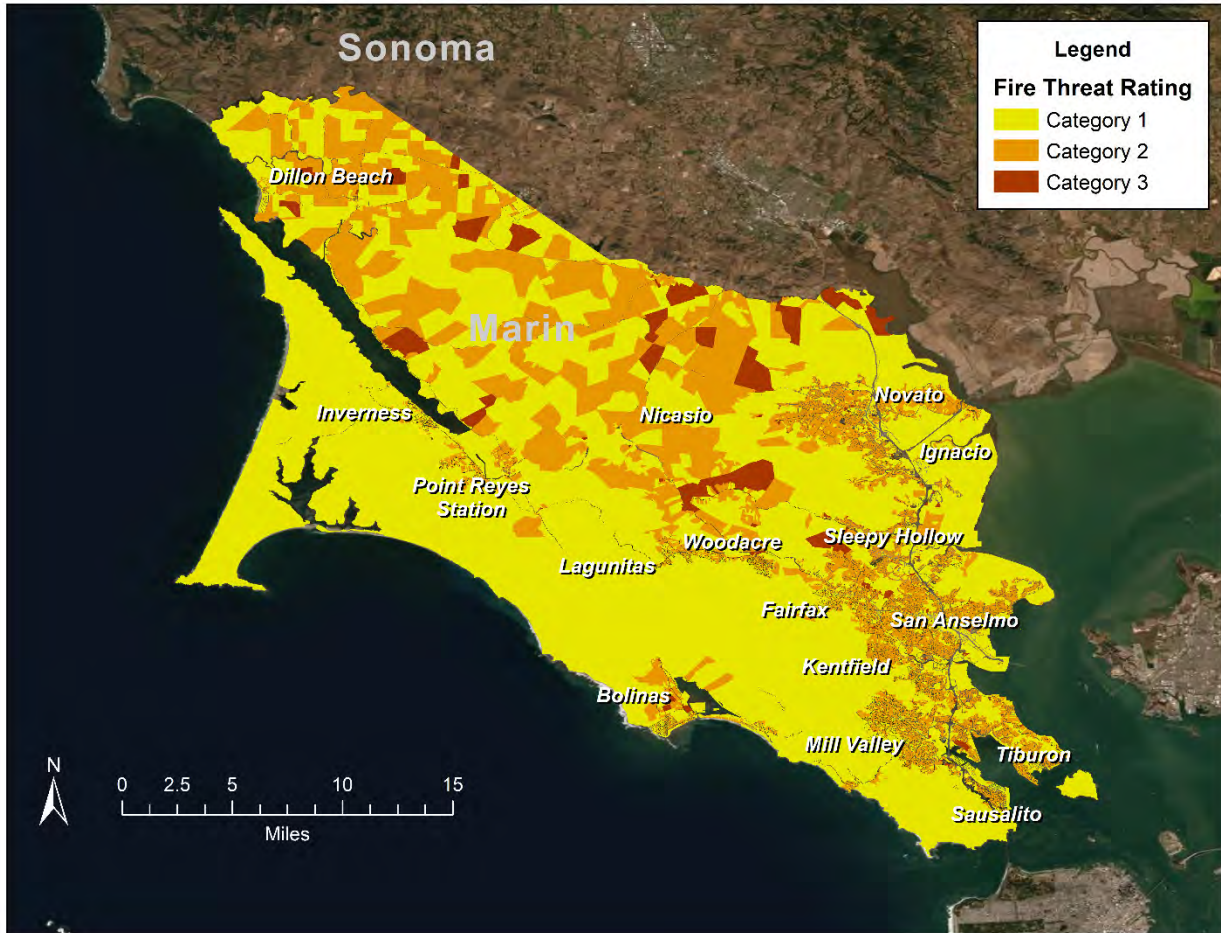 Sonoma
Legend
Fire Threat Rating
Category 1
Category 2
Category 3
Dillon Beach
Marin
Novato
Inverness
Nicasio
Ignacio
Point Reyes
Station
Sleepy Hollow
Woodacre
Lagunitas
Fairfax
San Anselmo
Kentfield
Bolinas
Mill Valley
Tiburon
Sausalito
N
0 2.5 5 10 15
Miles